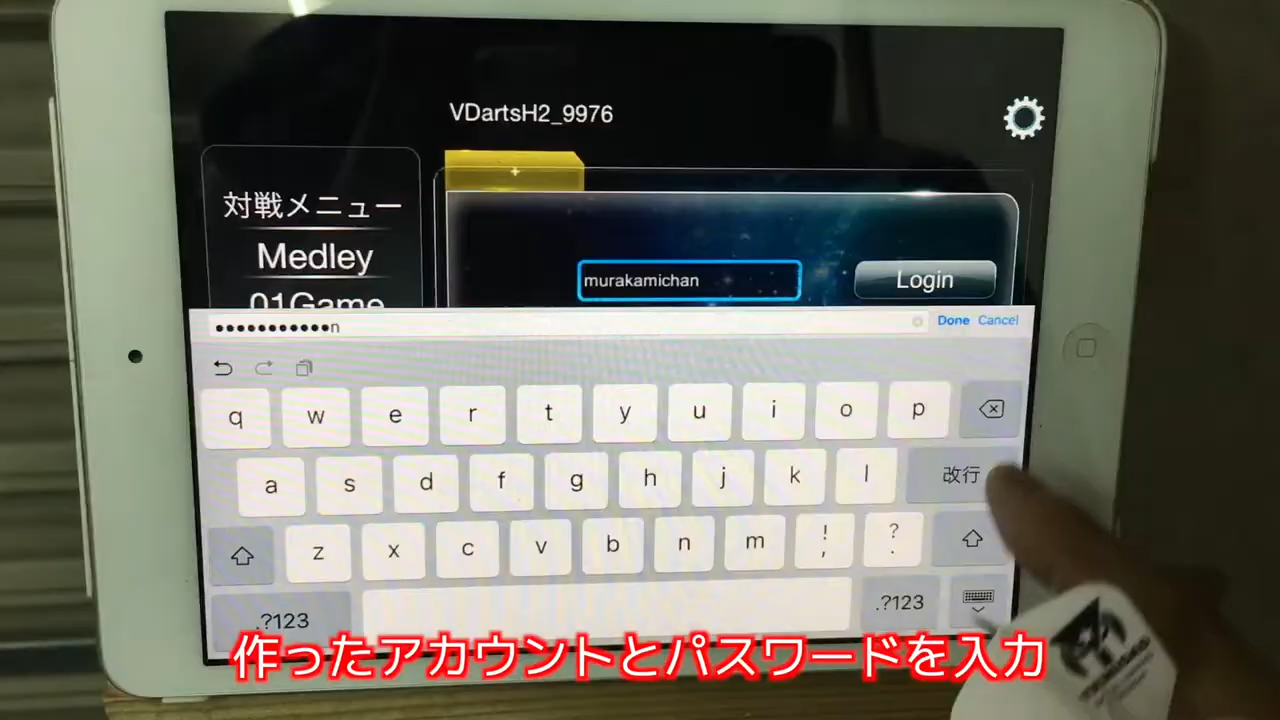 VDartsH2_9976
対戦メニュー
Medley
01Game
murakamichan
Login
●●●●●●●●●●●n
Done Cancel
q w e r t y u i o p
a s d f g h j k l 改行
z x c v b n m ! , ? .
.?123 .?123
作ったアカウントとパスワードを入力